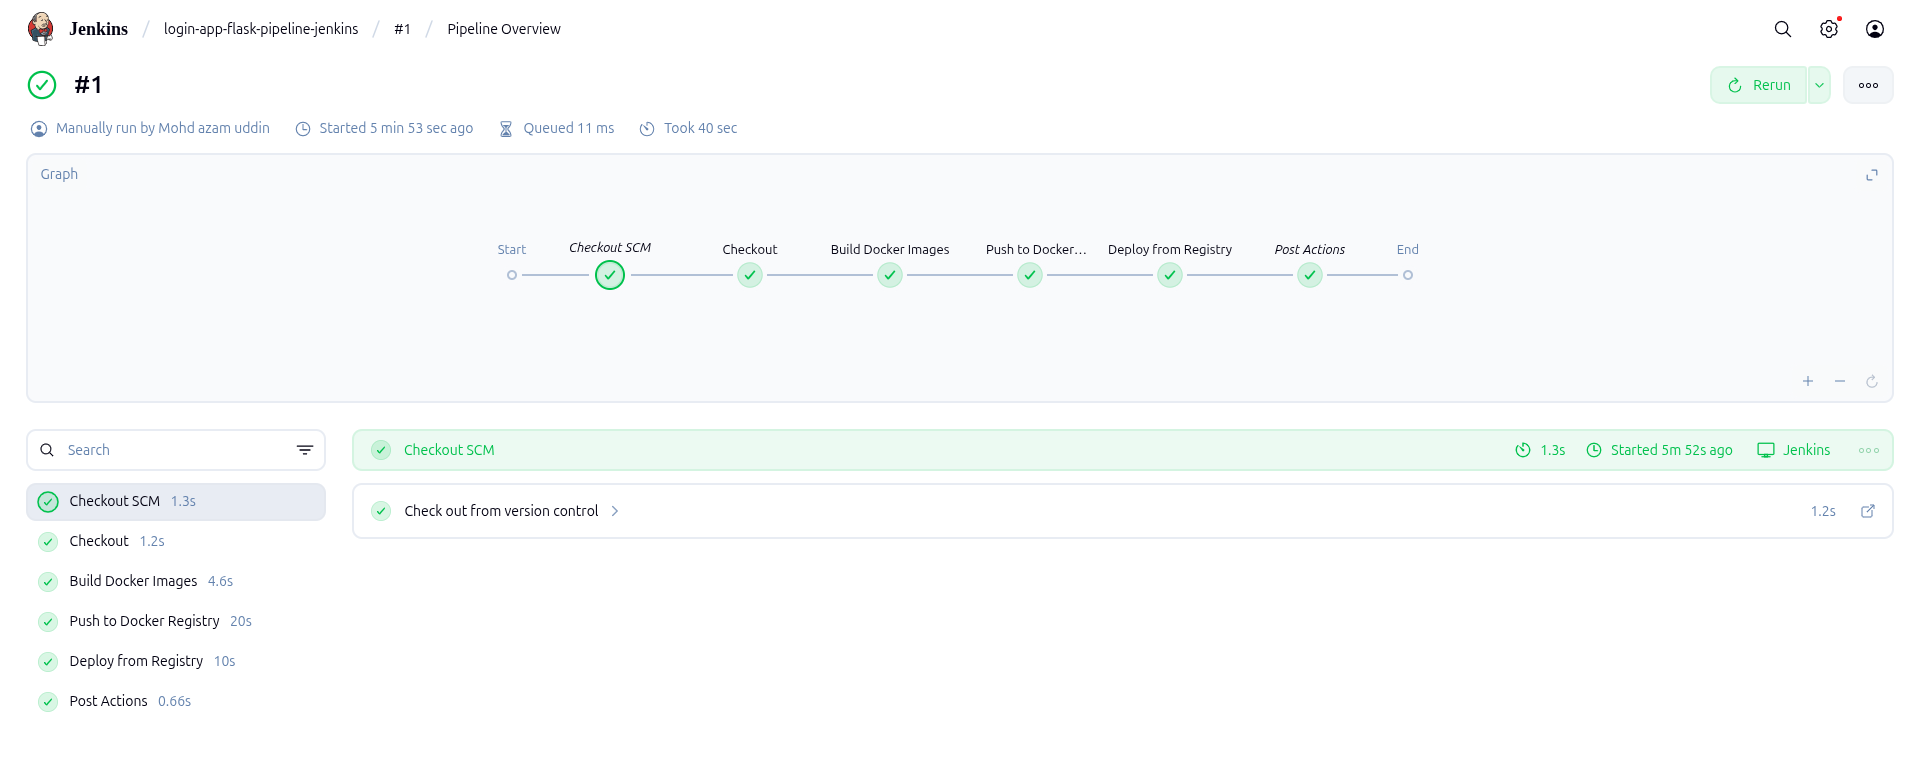 Jenkins / login-app-flask-pipeline-jenkins / #1 / Pipeline Overview
#1
Rerun
Manually run by Mohd azam uddin Started 5 min 53 sec ago Queued 11 ms Took 40 sec
Graph
Start Checkout SCM Checkout Build Docker Images Push to Docker... Deploy from Registry Post Actions End
Search
Checkout SCM 1.3s
Checkout 1.2s
Build Docker Images 4.6s
Push to Docker Registry 20s
Deploy from Registry 10s
Post Actions 0.66s
Checkout SCM 1.3s Started 5m 52s ago Jenkins
Check out from version control 1.2s